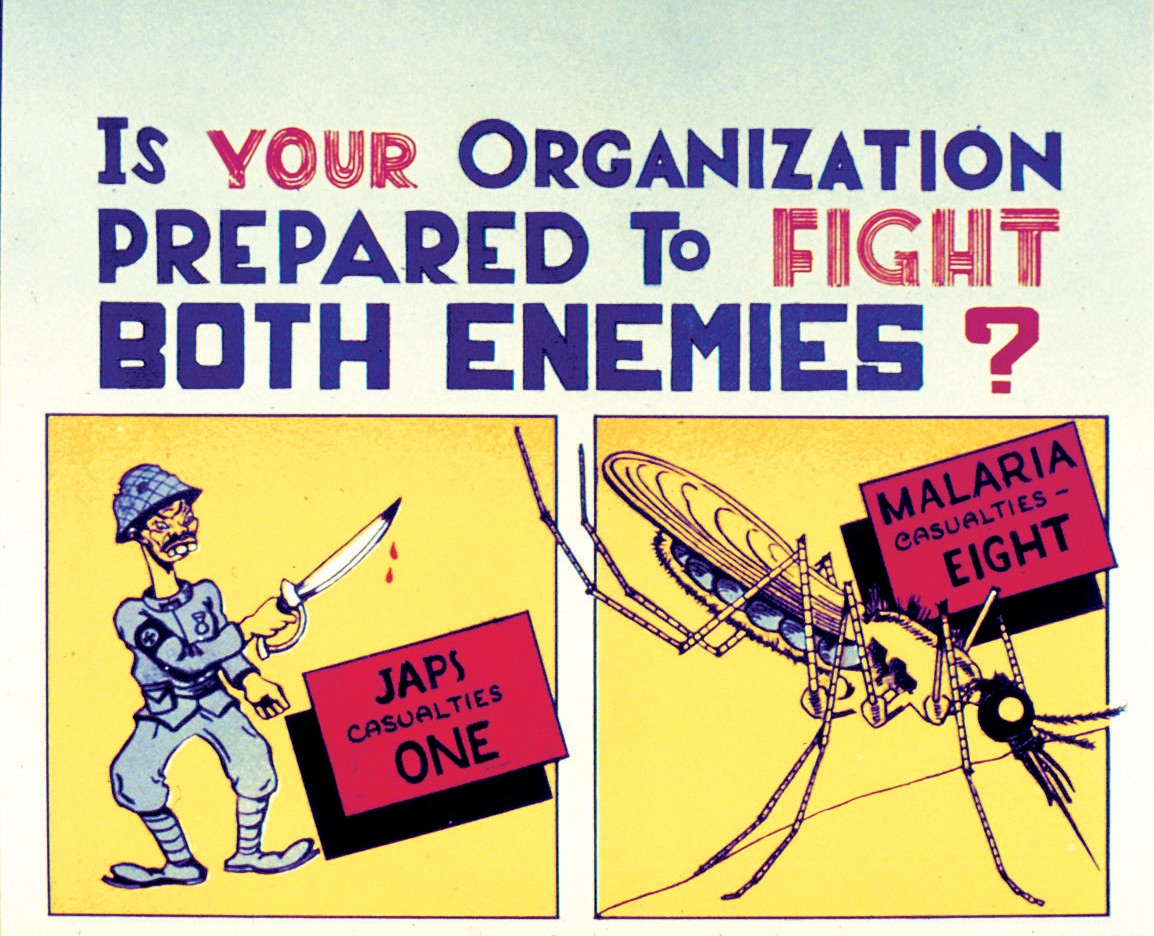 Is YOUR ORGANIZATION
PREPARED To FIGHT
BOTH ENEMIES ?
JAPS
CASUALTIES
ONE
MALARIA
CASUALTIES -
EIGHT